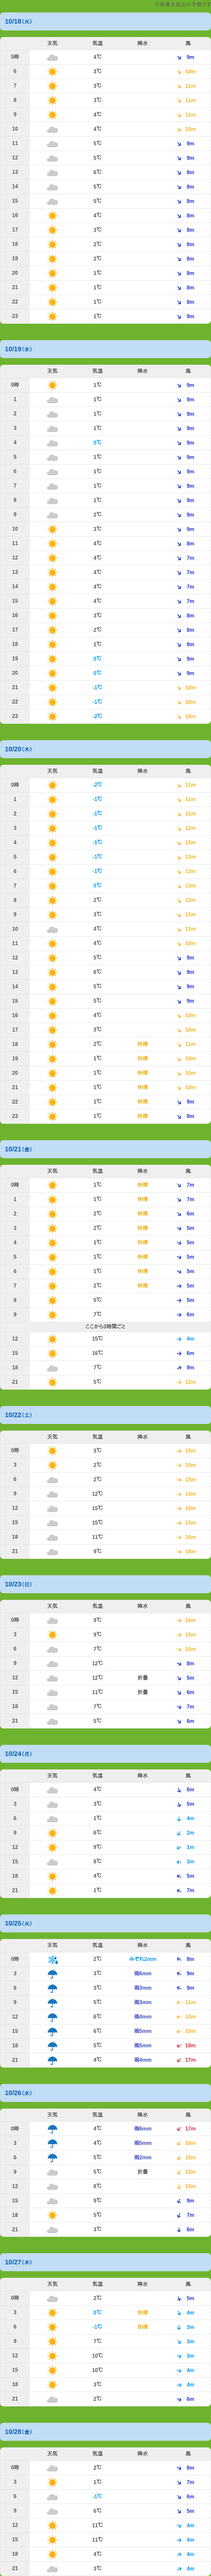 10/18(火)
天気 気温 降水 風
5時 4℃ 9m
6 3℃ 10m
7 3℃ 11m
8 3℃ 11m
9 4℃ 11m
10 4℃ 10m
11 5℃ 9m
12 5℃ 9m
13 6℃ 8m
14 5℃ 8m
15 5℃ 8m
16 4℃ 8m
17 3℃ 8m
18 2℃ 8m
19 2℃ 8m
20 1℃ 8m
21 1℃ 8m
22 1℃ 8m
23 1℃ 9m
10/19(水)
天気 気温 降水 風
0時 1℃ 9m
1 1℃ 9m
2 1℃ 9m
3 1℃ 9m
4 0℃ 9m
5 1℃ 9m
6 1℃ 9m
7 1℃ 9m
8 1℃ 9m
9 2℃ 9m
10 3℃ 9m
11 4℃ 8m
12 4℃ 7m
13 4℃ 7m
14 4℃ 7m
15 4℃ 7m
16 3℃ 8m
17 2℃ 8m
18 1℃ 8m
19 0℃ 9m
20 0℃ 9m
21 -1℃ 10m
22 -1℃ 10m
23 -2℃ 10m
10/20(木)
天気 気温 降水 風
0時 -2℃ 11m
1 -1℃ 11m
2 -1℃ 11m
3 -1℃ 12m
4 -1℃ 12m
5 -1℃ 13m
6 -1℃ 13m
7 0℃ 13m
8 2℃ 13m
9 3℃ 12m
10 4℃ 11m
11 4℃ 10m
12 5℃ 9m
13 6℃ 9m
14 5℃ 9m
15 5℃ 9m
16 4℃ 10m
17 3℃ 10m
18 2℃ 快欅 11m
19 1℃ 快欅 10m
20 1℃ 快欅 10m
21 1℃ 快欅 10m
22 1℃ 快欅 9m
23 1℃ 快欅 8m
10/21(金)
天気 気温 降水 風
0時 1℃ 快欅 7m
1 1℃ 快欅 7m
2 2℃ 快欅 6m
3 2℃ 快欅 5m
4 1℃ 快欅 5m
5 1℃ 快欅 5m
6 1℃ 快欅 5m
7 2℃ 快欅 5m
8 5℃ 5m
9 7℃ 6m
ここから3時間ごと
12 15℃ 4m
15 16℃ 6m
18 7℃ 9m
21 5℃ 12m
10/22(土)
天気 気温 降水 風
0時 3℃ 15m
3 2℃ 15m
6 2℃ 15m
9 12℃ 13m
12 15℃ 10m
15 15℃ 13m
18 11℃ 16m
21 9℃ 16m
10/23(日)
天気 気温 降水 風
0時 9℃ 16m
3 9℃ 13m
6 7℃ 10m
9 12℃ 8m
12 12℃ 折畳 5m
15 11℃ 折畳 6m
18 7℃ 7m
21 5℃ 6m
10/24(月)
天気 気温 降水 風
0時 4℃ 6m
3 3℃ 5m
6 1℃ 4m
9 6℃ 2m
12 9℃ 1m
15 8℃ 3m
18 4℃ 5m
21 1℃ 7m
10/25(火)
天気 気温 降水 風
0時 2℃ みぞれ2mm 8m
3 3℃ 雨6mm 9m
6 3℃ 雨3mm 9m
9 5℃ 雨3mm 11m
12 6℃ 雨4mm 13m
15 6℃ 雨5mm 15m
18 5℃ 雨5mm 18m
21 4℃ 雨4mm 17m
10/26(水)
天気 気温 降水 風
0時 4℃ 雨6mm 17m
3 4℃ 雨5mm 16m
6 5℃ 雨2mm 15m
9 5℃ 折畳 12m
12 8℃ 10m
15 9℃ 9m
18 5℃ 7m
21 3℃ 6m
10/27(木)
天気 気温 降水 風
0時 2℃ 5m
3 0℃ 快欅 4m
6 -1℃ 快欅 3m
9 7℃ 3m
12 10℃ 3m
15 10℃ 4m
18 3℃ 4m
21 2℃ 6m
10/28(金)
天気 気温 降水 風
0時 2℃ 8m
3 1℃ 7m
6 -1℃ 6m
9 6℃ 5m
12 11℃ 4m
15 11℃ 4m
18 4℃ 4m
21 3℃ 4m